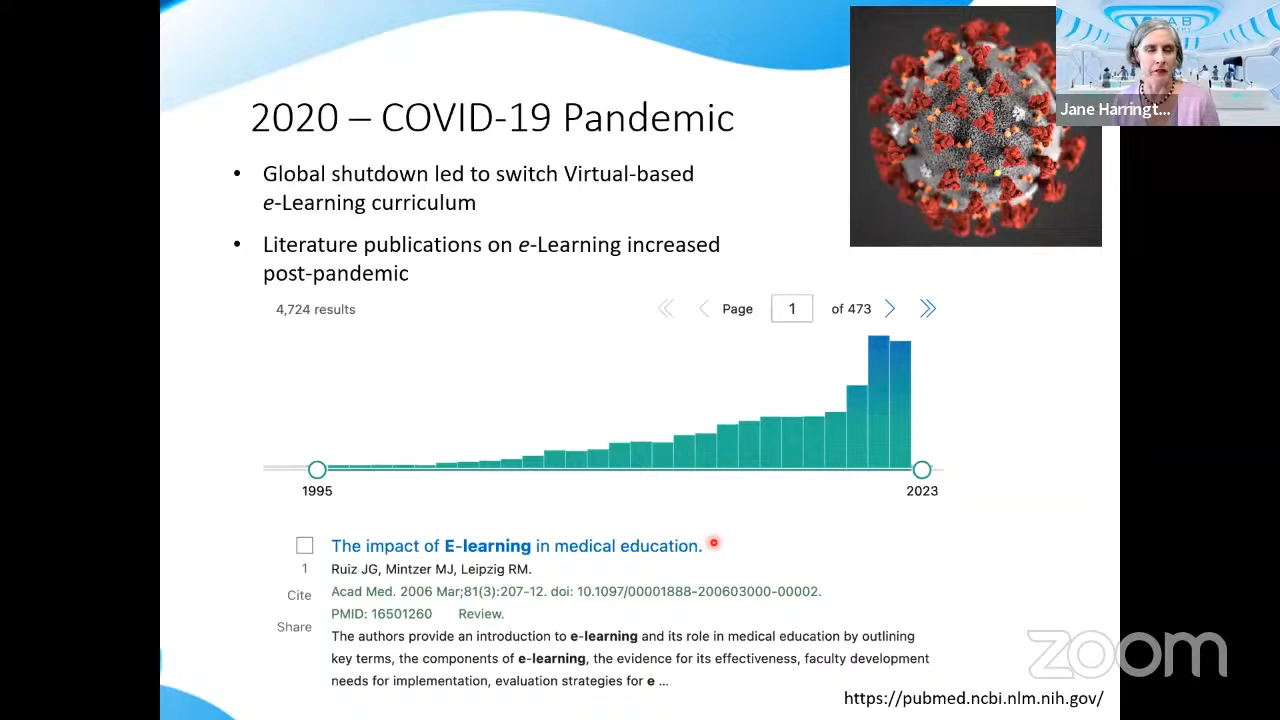 Jane Harringt...
2020 – COVID-19 Pandemic
• Global shutdown led to switch Virtual-based
e-Learning curriculum
• Literature publications on e-Learning increased
post-pandemic
4,724 results
Page 1 of 473
1995
2023
The impact of E-learning in medical education.
1
Ruiz JG, Mintzer MJ, Leipzig RM.
Cite
Acad Med. 2006 Mar;81(3):207-12. doi: 10.1097/00001888-200603000-00002.
PMID: 16501260 Review.
Share
The authors provide an introduction to e-learning and its role in medical education by outlining
key terms, the components of e-learning, the evidence for its effectiveness, faculty development
needs for implementation, evaluation strategies for e ...
zoom
https://pubmed.ncbi.nlm.nih.gov/